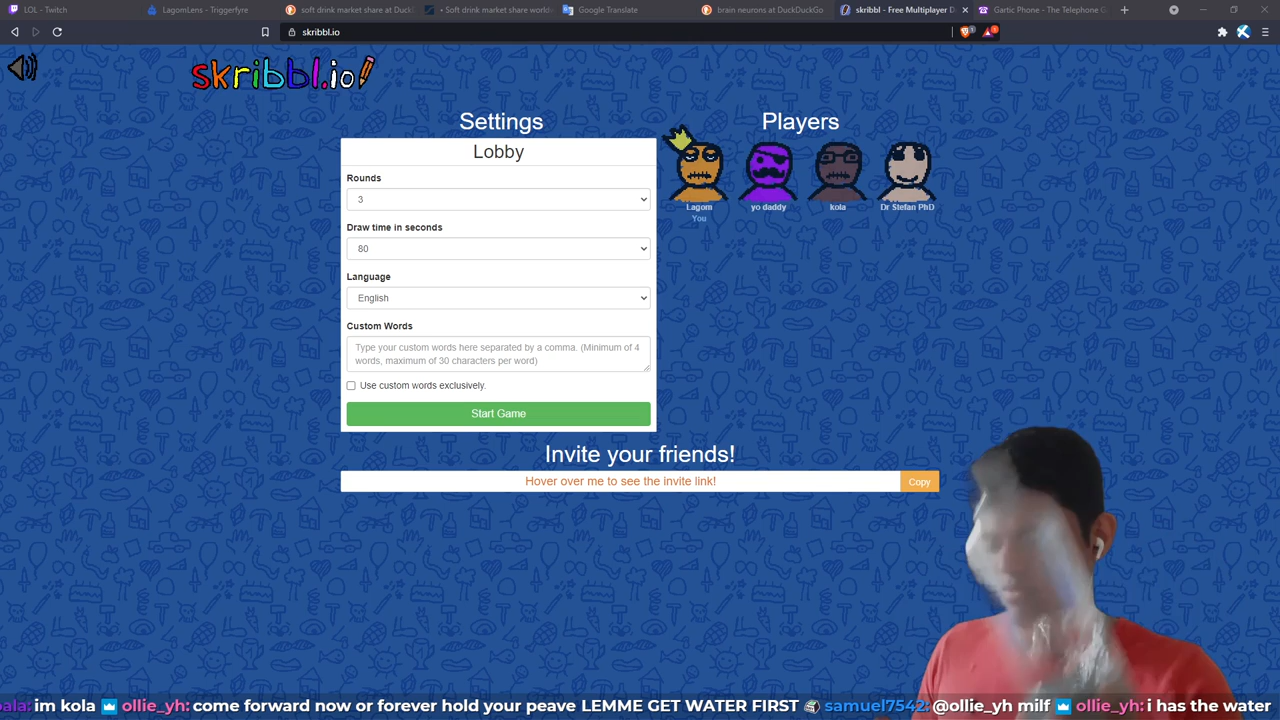 LOL - Twitch
LagomLens - Triggerfyre
soft drink market share at DuckD
• Soft drink market share worldw
Google Translate
brain neurons at DuckDuckGo
skribbl - Free Multiplayer D
Gartic Phone - The Telephone G
skribbl.io
skribbl.io
Settings
Players
Lobby
Rounds
3
Lagom
You
yo daddy
kola
Dr Stefan PhD
Draw time in seconds
80
Language
English
Custom Words
Type your custom words here separated by a comma. (Minimum of 4
words, maximum of 30 characters per word)
Use custom words exclusively.
Start Game
Invite your friends!
Hover over me to see the invite link!
Copy
ala: im kola ollie_yh: come forward now or forever hold your peave LEMME GET WATER FIRST samuel7542: @ollie_yh milf ollie_yh: i has the water